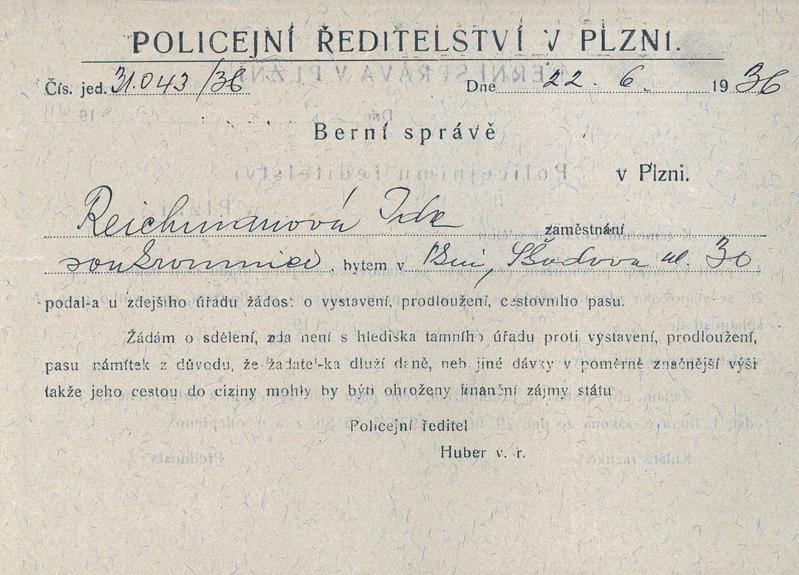 POLICEJNÍ ŘEDITELSTVÍ V PLZNI.
Čís. jed. 31.043/36 Dne 22. 6. 1936
Berní správě
v Plzni.
Reichmanová Ida zaměstnání
soukromnice, bytem v Plzni, Škodova ul. 30
podal-a u zdejšího úřadu žádost o vystavení, prodloužení, cestovního pasu.
Žádám o sdělení, zda není s hlediska tamního úřadu proti vystavení, prodloužení,
pasu námitek z důvodu, že žadatel-ka dluží daně, neb jiné dávky v poměrně značnější výši
takže jeho cestou do ciziny mohly by býti ohroženy finanční zájmy státu
Policejní ředitel
Huber v. r.